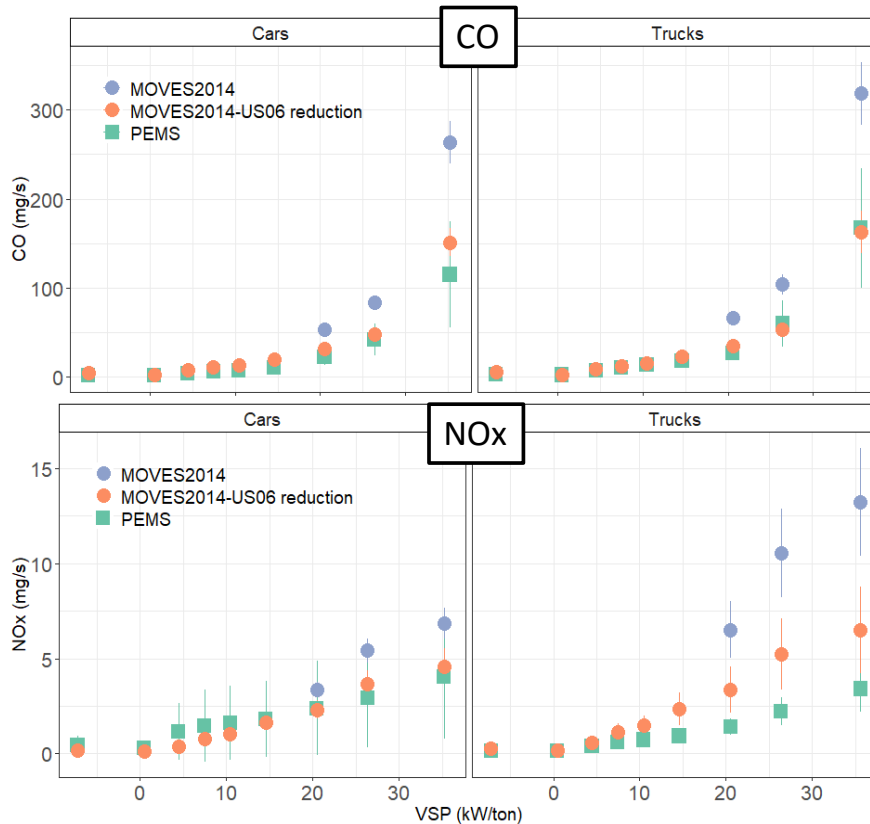 CO
Cars
Trucks
MOVES2014
MOVES2014-US06 reduction
PEMS
CO (mg/s)
300
200
100
0
NOx
Cars
Trucks
MOVES2014
MOVES2014-US06 reduction
PEMS
NOx (mg/s)
15
10
5
0
0 10 20 30 0 10 20 30
VSP (kW/ton)